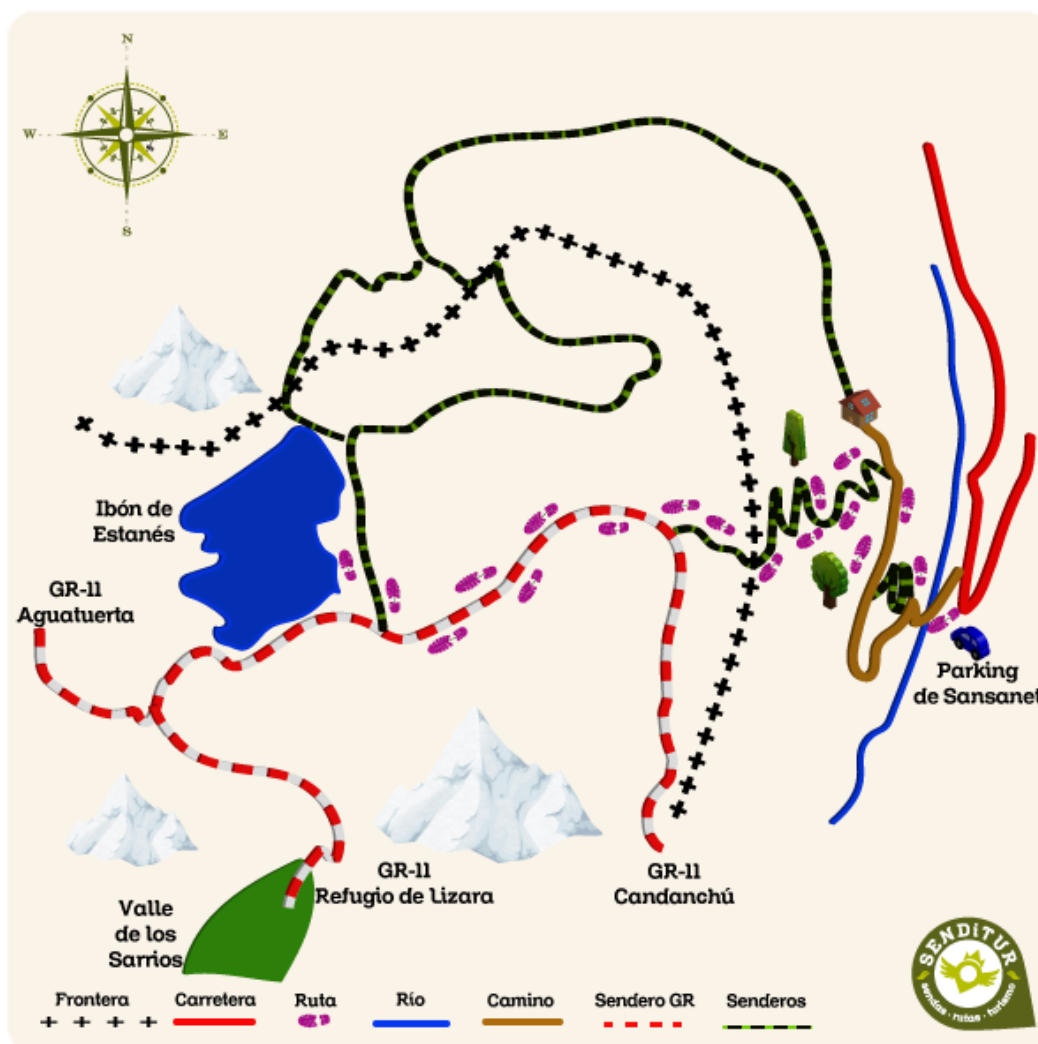 N
W
E
S
Ibón de
Estanés
GR-11
Aguatuerta
Parking
de Sansanet
GR-11
Refugio de Lizara
GR-11
Candanchú
Valle
de los
Sarrios
SENDiTUR
sendas · rutas · turismo
Frontera
Carretera
Ruta
Río
Camino
Sendero GR
Senderos